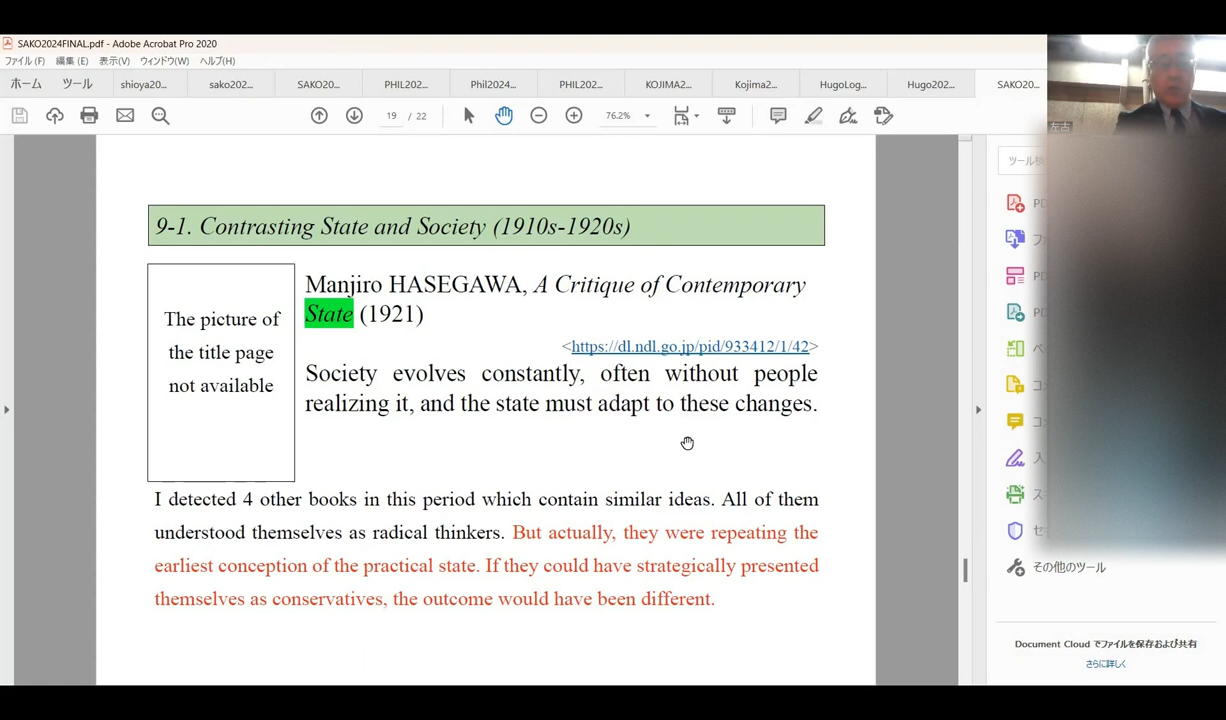 SAKO2024FINAL.pdf - Adobe Acrobat Pro 2020
ファイル(F) 編集(E) 表示(V) ウィンドウ(W) ヘルプ(H)
ホーム ツール shioya20... sako202... SAKO20... PHIL202... Phil2024... PHIL202... KOJIMA2... Kojima2... HugoLog... Hugo202... SAKO20...
19 / 22 76.2%
左古
9-1. Contrasting State and Society (1910s-1920s)
The picture of
the title page
not available
Manjiro HASEGAWA, A Critique of Contemporary
State (1921)
<https://dl.ndl.go.jp/pid/933412/1/42>
Society evolves constantly, often without people
realizing it, and the state must adapt to these changes.
I detected 4 other books in this period which contain similar ideas. All of them
understood themselves as radical thinkers. But actually, they were repeating the
earliest conception of the practical state. If they could have strategically presented
themselves as conservatives, the outcome would have been different.
その他のツール
Document Cloud でファイルを保存および共有
さらに詳しく